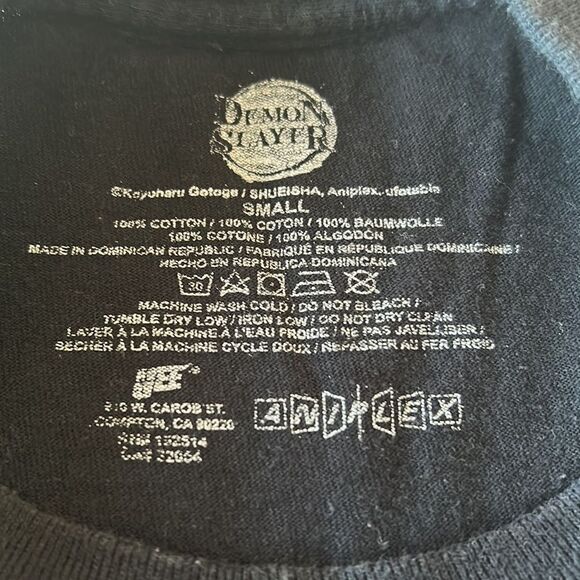 DEMON
SLAYER
©Koyoharu Gotoge / SHUEISHA, Aniplex, ufotable
SMALL
100% COTTON / 100% COTON / 100% BAUMWOLLE
100% COTONE / 100% ALGODÓN
MADE IN DOMINICAN REPUBLIC / FABRIQUÉ EN RÉPUBLIQUE DOMINICAINE /
HECHO EN REPÚBLICA DOMINICANA
30
MACHINE WASH COLD / DO NOT BLEACH /
TUMBLE DRY LOW / IRON LOW / DO NOT DRY CLEAN
LAVER À LA MACHINE À L'EAU FROIDE / NE PAS JAVELLISER /
SÉCHER À LA MACHINE CYCLE DOUX / REPASSER AU FER FROID
W. CAROB ST.
COMPTON, CA 90220
ANIPLEX